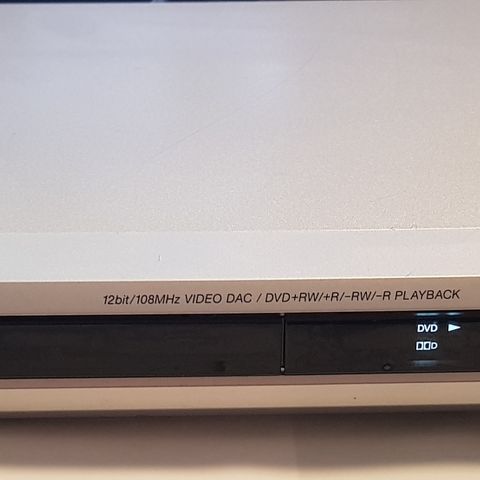 12bit/108MHz VIDEO DAC / DVD+RW/+R/-RW/-R PLAYBACK
DVD
D